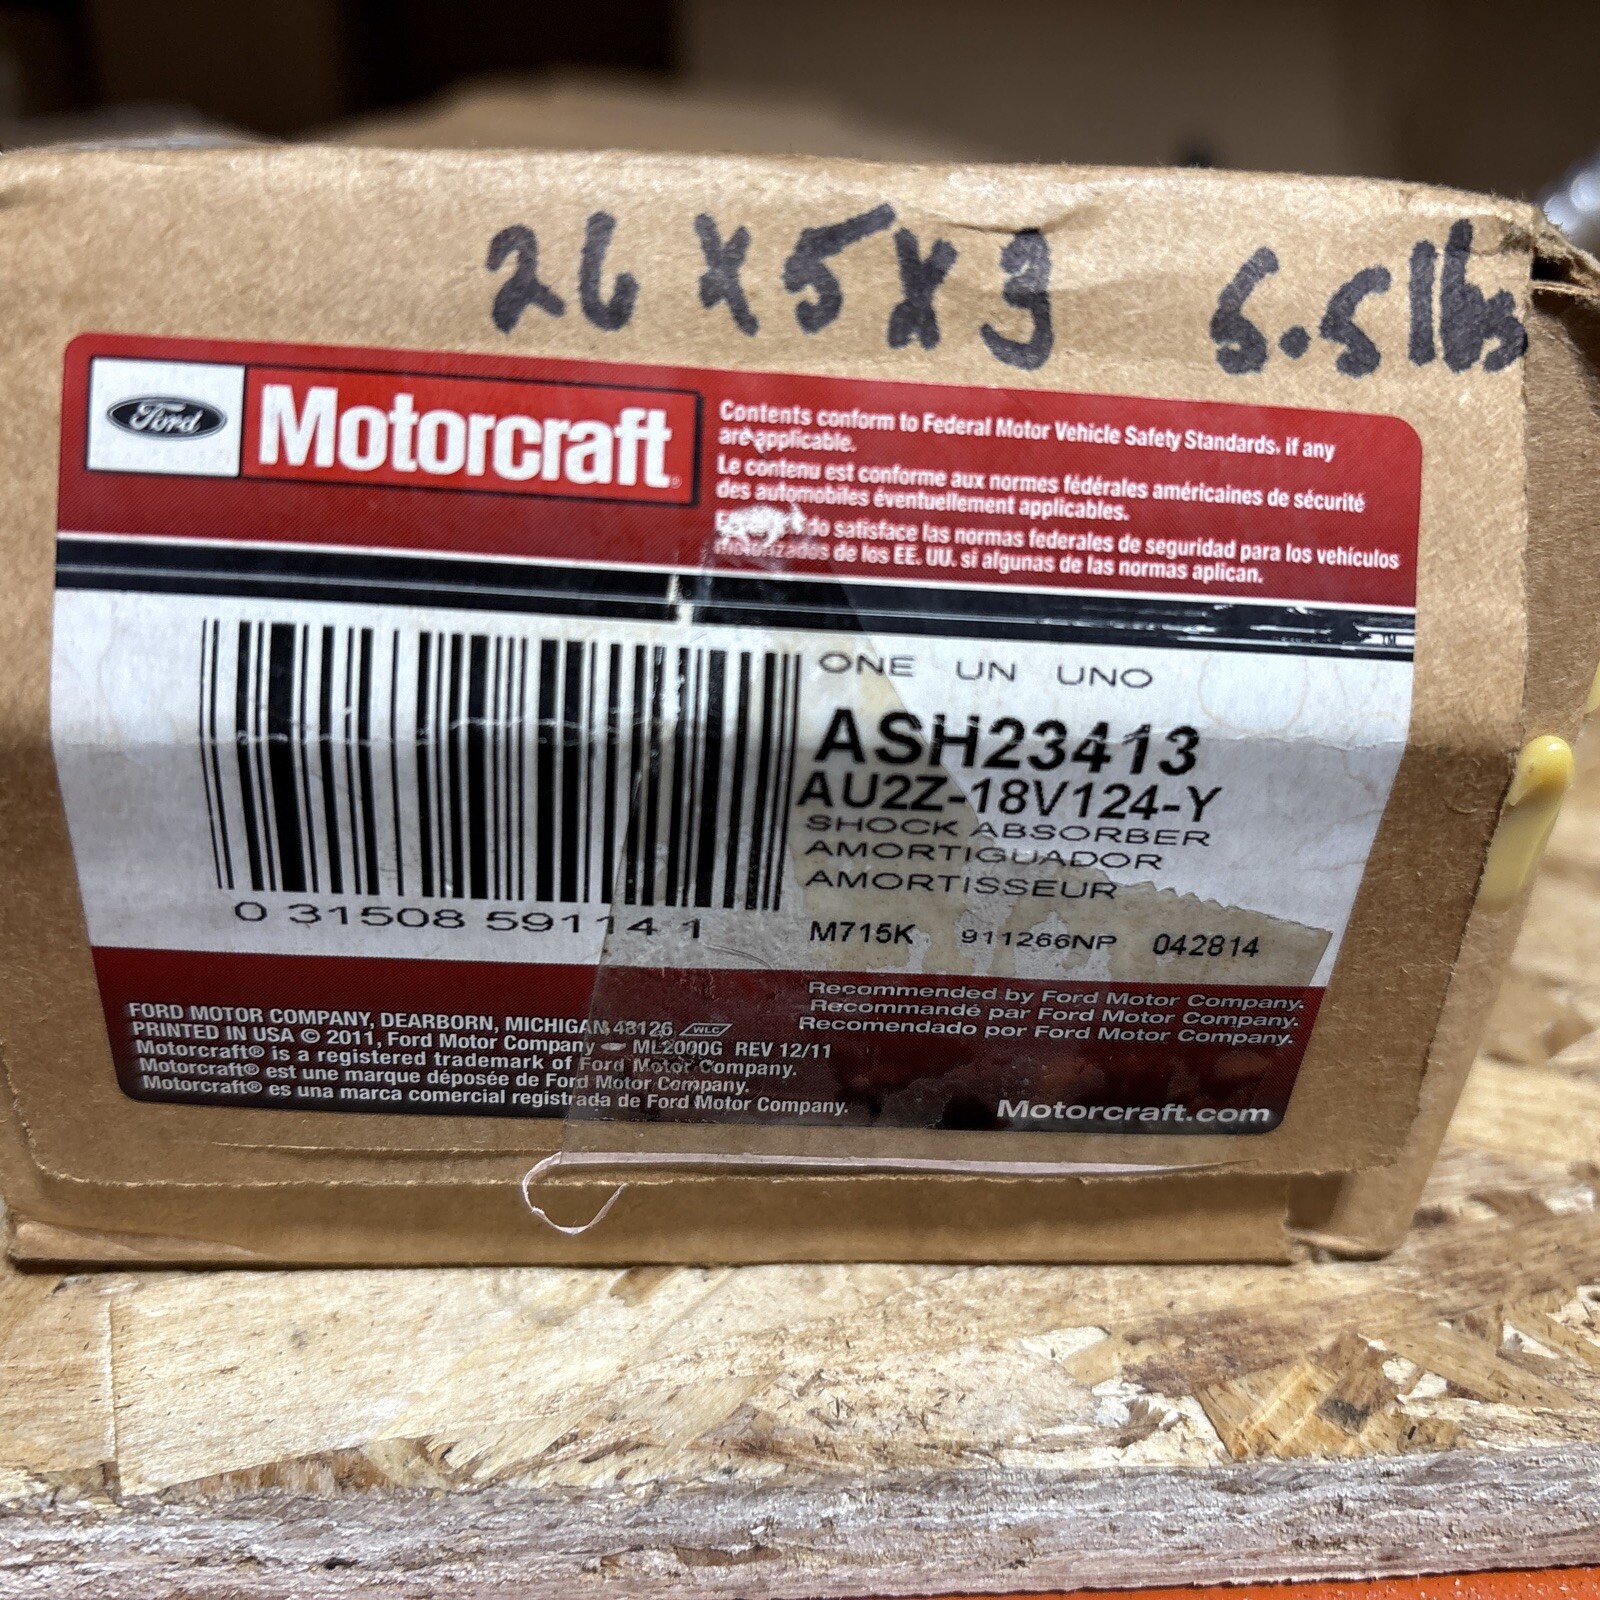 26 X 5 X 3 5.5 lbs
Ford
Motorcraft
Contents conform to Federal Motor Vehicle Safety Standards, if any
are applicable.
Le contenu est conforme aux normes fédérales américaines de sécurité
des automobiles éventuellement applicables.
do satisface las normas federales de seguridad para los vehículos
motorizados de los EE. UU. si algunas de las normas aplican.
ONE UN UNO
ASH23413
AU2Z-18V124-Y
SHOCK ABSORBER
AMORTIGUADOR
AMORTISSEUR
0 31508 59114 1
M715K 911266NP 042814
Recommended by Ford Motor Company.
Recommandé par Ford Motor Company.
Recomendado por Ford Motor Company.
FORD MOTOR COMPANY, DEARBORN, MICHIGAN 48126 WLC
PRINTED IN USA © 2011, Ford Motor Company ML2000G REV 12/11
Motorcraft® is a registered trademark of Ford Motor Company.
Motorcraft® est une marque déposée de Ford Motor Company.
Motorcraft® es una marca comercial registrada de Ford Motor Company.
Motorcraft.com